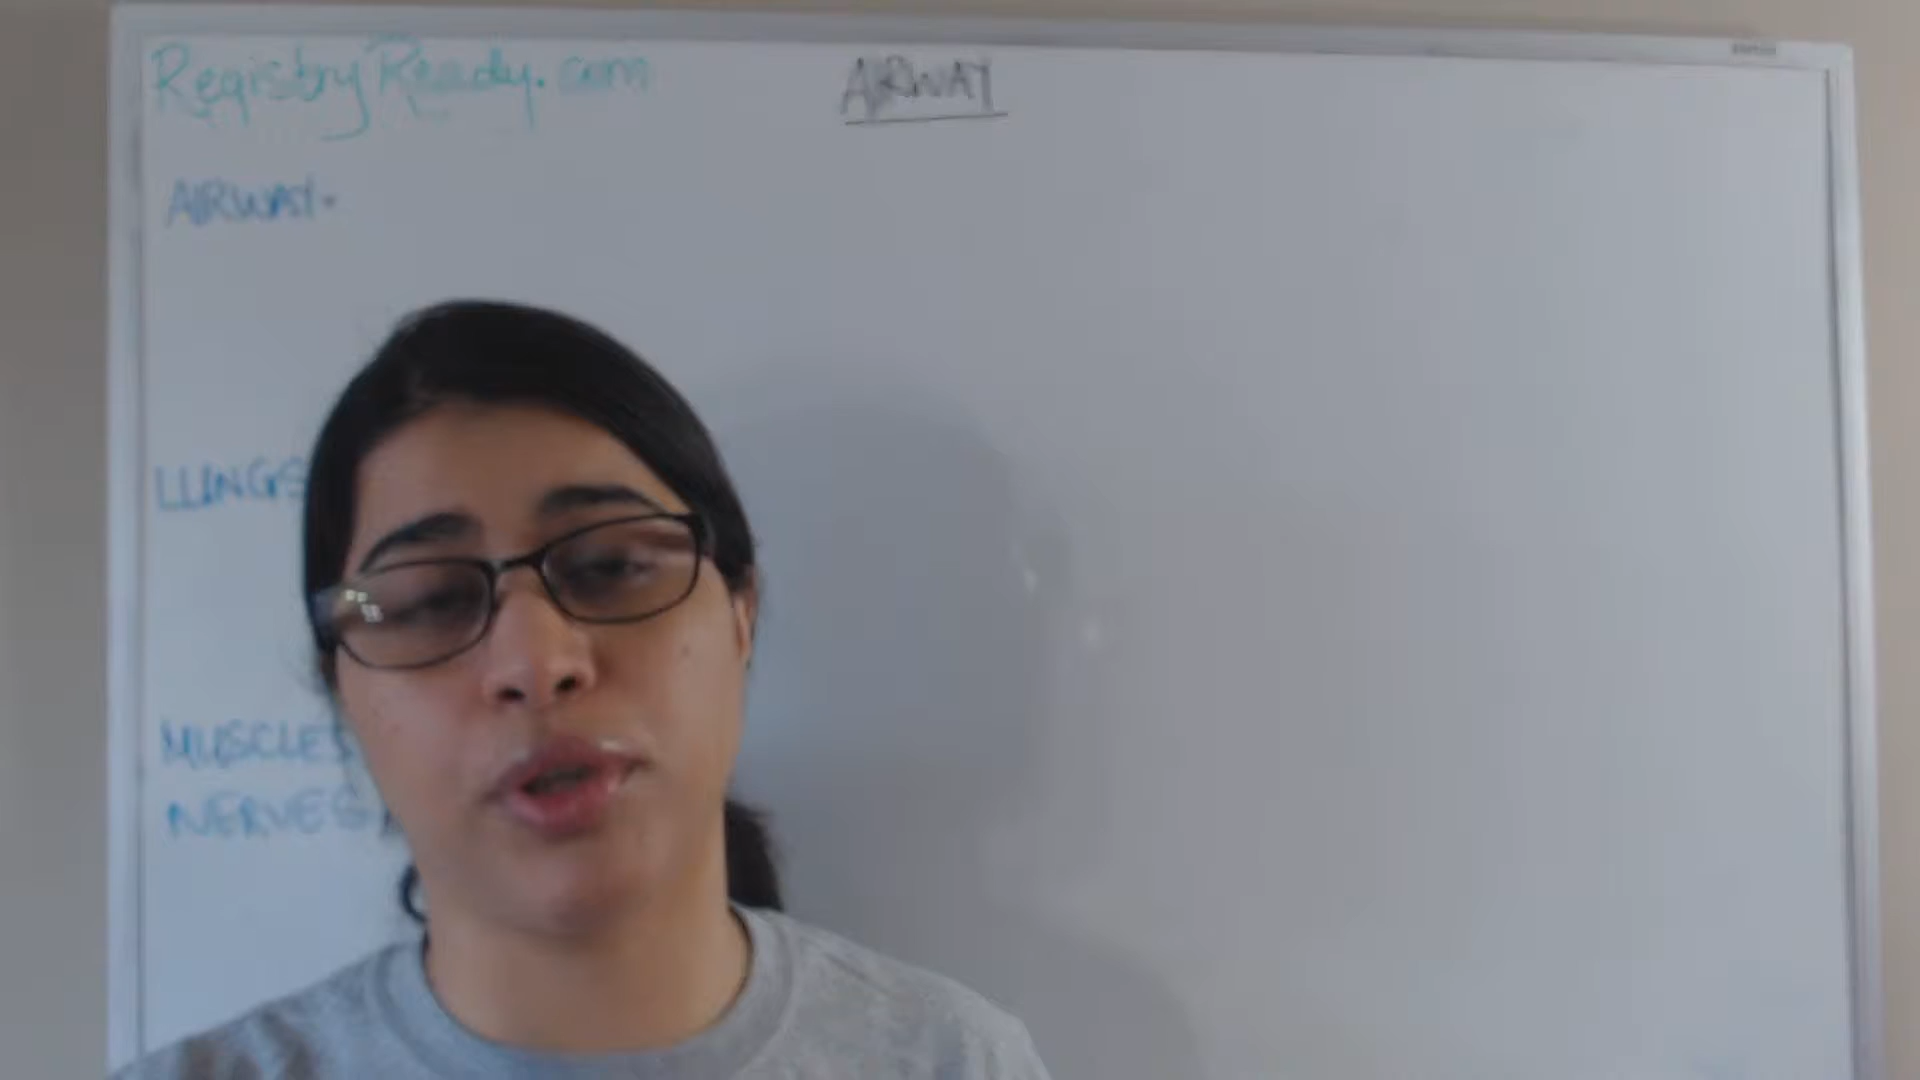 RegistryReady.com
AIRWAY
AIRWAY-
LUNGS
MUSCLES
NERVES